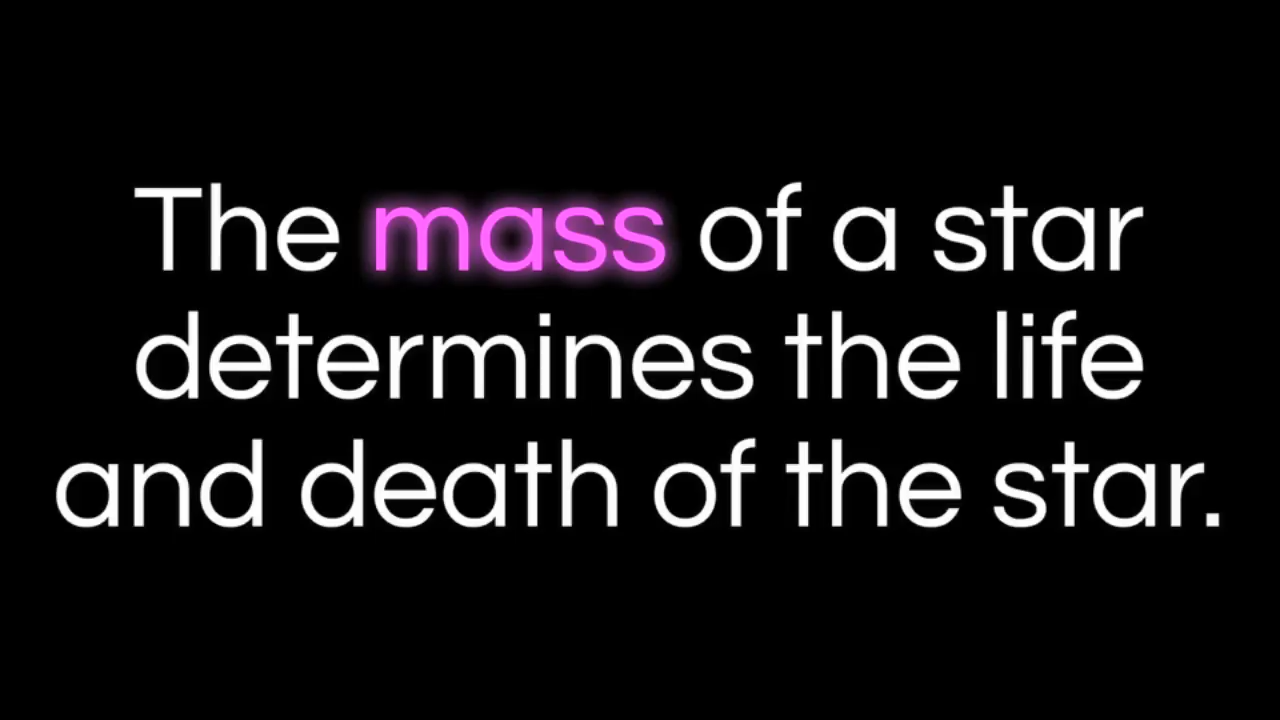 The mass of a star
determines the life
and death of the star.